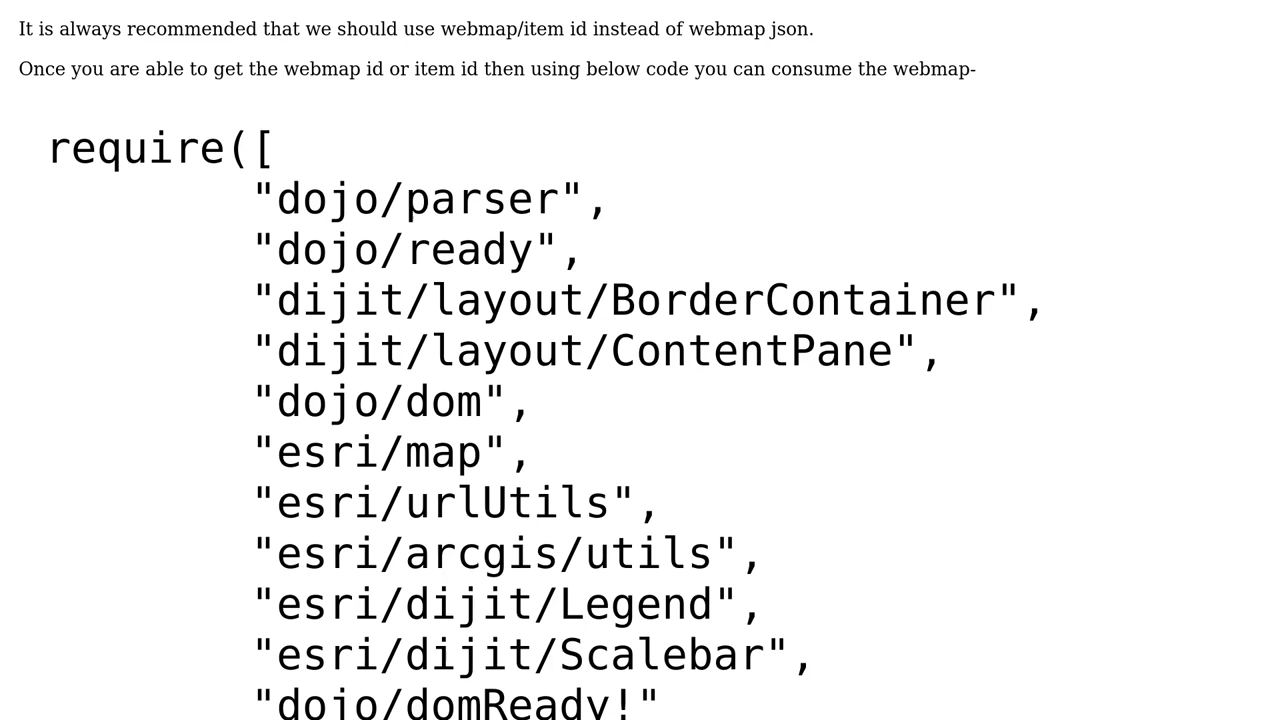 It is always recommended that we should use webmap/item id instead of webmap json.
Once you are able to get the webmap id or item id then using below code you can consume the webmap-
require([
"dojo/parser",
"dojo/ready",
"dijit/layout/BorderContainer",
"dijit/layout/ContentPane",
"dojo/dom",
"esri/map",
"esri/urlUtils",
"esri/arcgis/utils",
"esri/dijit/Legend",
"esri/dijit/Scalebar",
"dojo/domReady!"